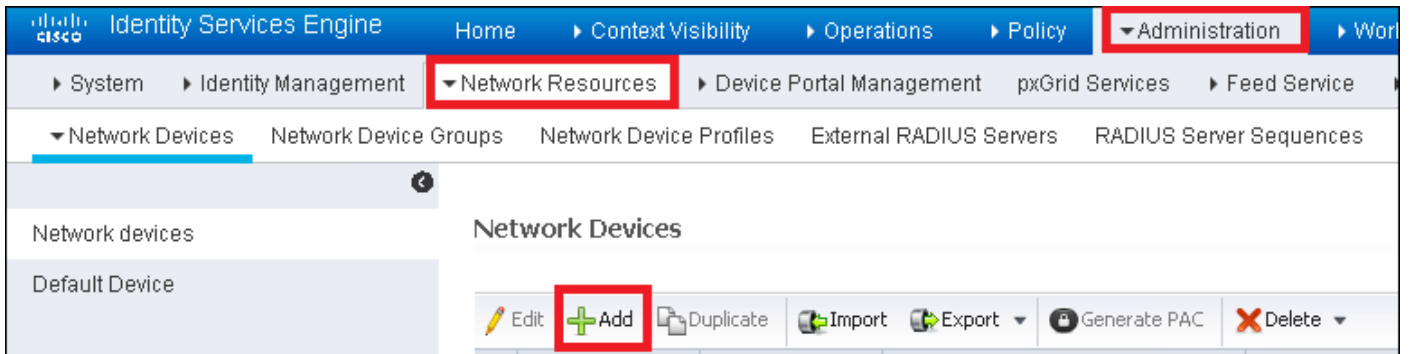 cisco Identity Services Engine Home Context Visibility Operations Policy Administration
System Identity Management Network Resources Device Portal Management pxGrid Services Feed Service
Network Devices Network Device Groups Network Device Profiles External RADIUS Servers RADIUS Server Sequences
Network devices
Default Device
Network Devices
Edit Add Duplicate Import Export Generate PAC Delete